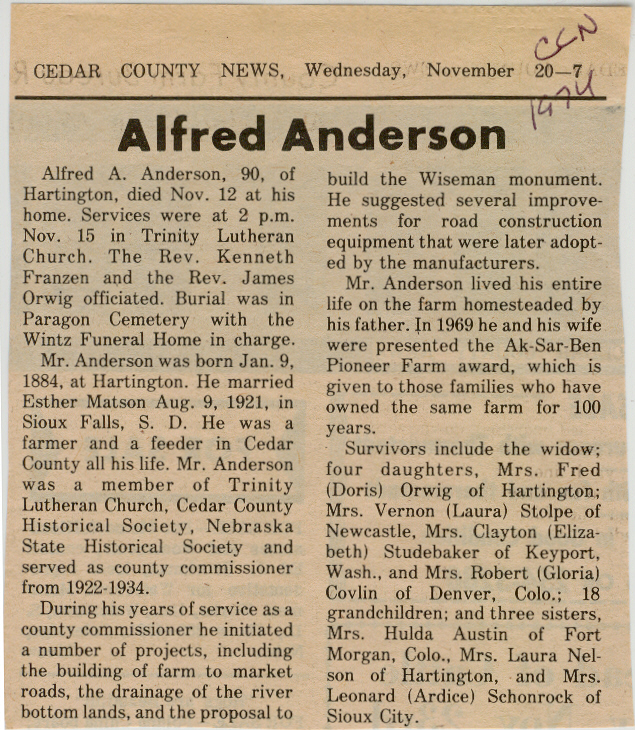 CCN
1974
CEDAR COUNTY NEWS, Wednesday, November 20—7
Alfred Anderson
Alfred A. Anderson, 90, of
Hartington, died Nov. 12 at his
home. Services were at 2 p.m.
Nov. 15 in Trinity Lutheran
Church. The Rev. Kenneth
Franzen and the Rev. James
Orwig officiated. Burial was in
Paragon Cemetery with the
Wintz Funeral Home in charge.
Mr. Anderson was born Jan. 9,
1884, at Hartington. He married
Esther Matson Aug. 9, 1921, in
Sioux Falls, S. D. He was a
farmer and a feeder in Cedar
County all his life. Mr. Anderson
was a member of Trinity
Lutheran Church, Cedar County
Historical Society, Nebraska
State Historical Society and
served as county commissioner
from 1922-1934.
During his years of service as a
county commissioner he initiated
a number of projects, including
the building of farm to market
roads, the drainage of the river
bottom lands, and the proposal to
build the Wiseman monument.
He suggested several improve-
ments for road construction
equipment that were later adopt-
ed by the manufacturers.
Mr. Anderson lived his entire
life on the farm homesteaded by
his father. In 1969 he and his wife
were presented the Ak-Sar-Ben
Pioneer Farm award, which is
given to those families who have
owned the same farm for 100
years.
Survivors include the widow;
four daughters, Mrs. Fred
(Doris) Orwig of Hartington;
Mrs. Vernon (Laura) Stolpe of
Newcastle, Mrs. Clayton (Eliza-
beth) Studebaker of Keyport,
Wash., and Mrs. Robert (Gloria)
Covlin of Denver, Colo.; 18
grandchildren; and three sisters,
Mrs. Hulda Austin of Fort
Morgan, Colo., Mrs. Laura Nel-
son of Hartington, and Mrs.
Leonard (Ardice) Schonrock of
Sioux City.